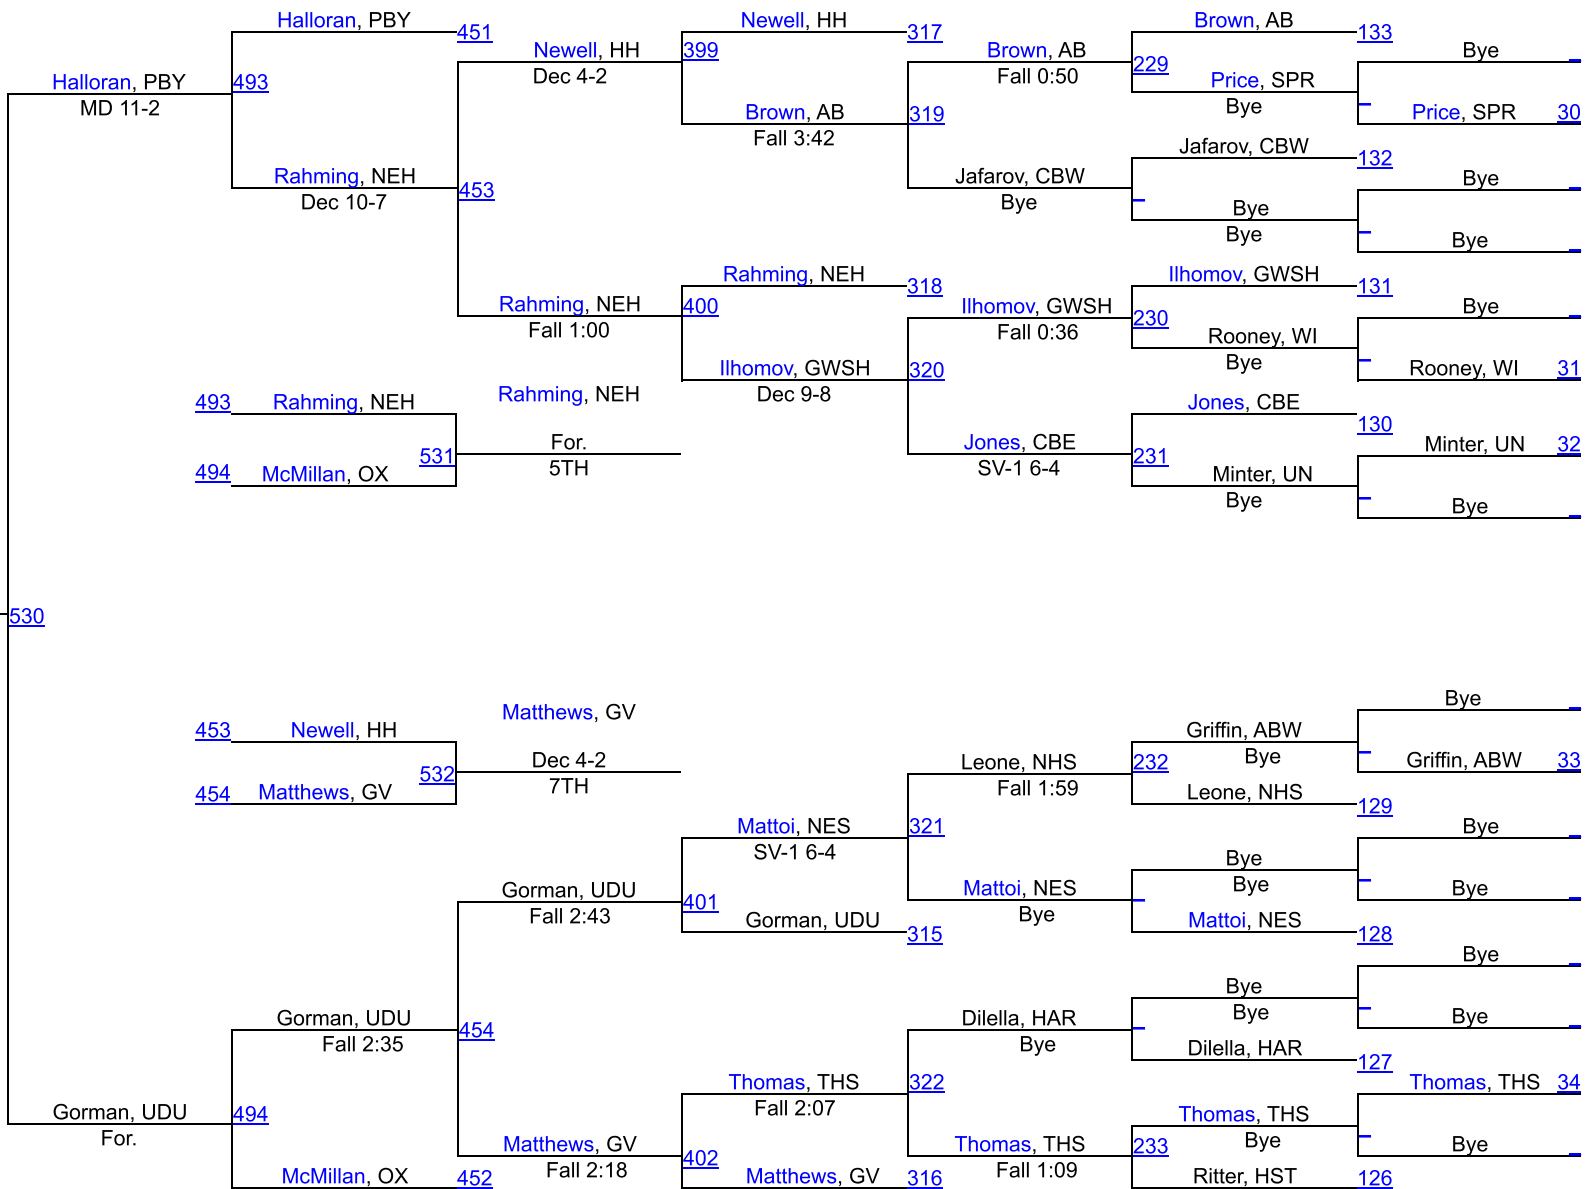 Halloran, PBY
451
Newell, HH
317
Brown, AB
133
Newell, HH
399
Brown, AB
Bye
Dec 4-2
Fall 0:50
229
Halloran, PBY
493
Price, SPR
MD 11-2
Bye
Brown, AB
319
Price, SPR
30
Fall 3:42
Jafarov, CBW
132
Rahming, NEH
Jafarov, CBW
Bye
Dec 10-7
453
Bye
Bye
Bye
Bye
Rahming, NEH
318
Ilhomov, GWSH
131
Rahming, NEH
400
Ilhomov, GWSH
Bye
Fall 1:00
Fall 0:36
230
Rooney, WI
Bye
Ilhomov, GWSH
320
Rooney, WI
31
Rahming, NEH
Dec 9-8
493
Rahming, NEH
Jones, CBE
130
For.
Jones, CBE
Minter, UN
32
531
5TH
SV-1 6-4
231
494
McMillan, OX
Minter, UN
Bye
Bye
530
Bye
Matthews, GV
453
Newell, HH
Griffin, ABW
Bye
Dec 4-2
Leone, NHS
232
Griffin, ABW
33
532
7TH
Fall 1:59
454
Matthews, GV
Leone, NHS
129
Mattoi, NES
321
Bye
SV-1 6-4
Bye
Bye
Gorman, UDU
Mattoi, NES
Bye
Fall 2:43
401
Bye
Gorman, UDU
315
Mattoi, NES
128
Bye
Bye
Bye
Gorman, UDU
Dilella, HAR
Bye
Fall 2:35
454
Bye
Dilella, HAR
127
Thomas, THS
322
Thomas, THS
34
Fall 2:07
Gorman, UDU
494
Thomas, THS
For.
Bye
Matthews, GV
Thomas, THS
233
Bye
Fall 2:18
402
Fall 1:09
McMillan, OX
452
Matthews, GV
316
Ritter, HST
126